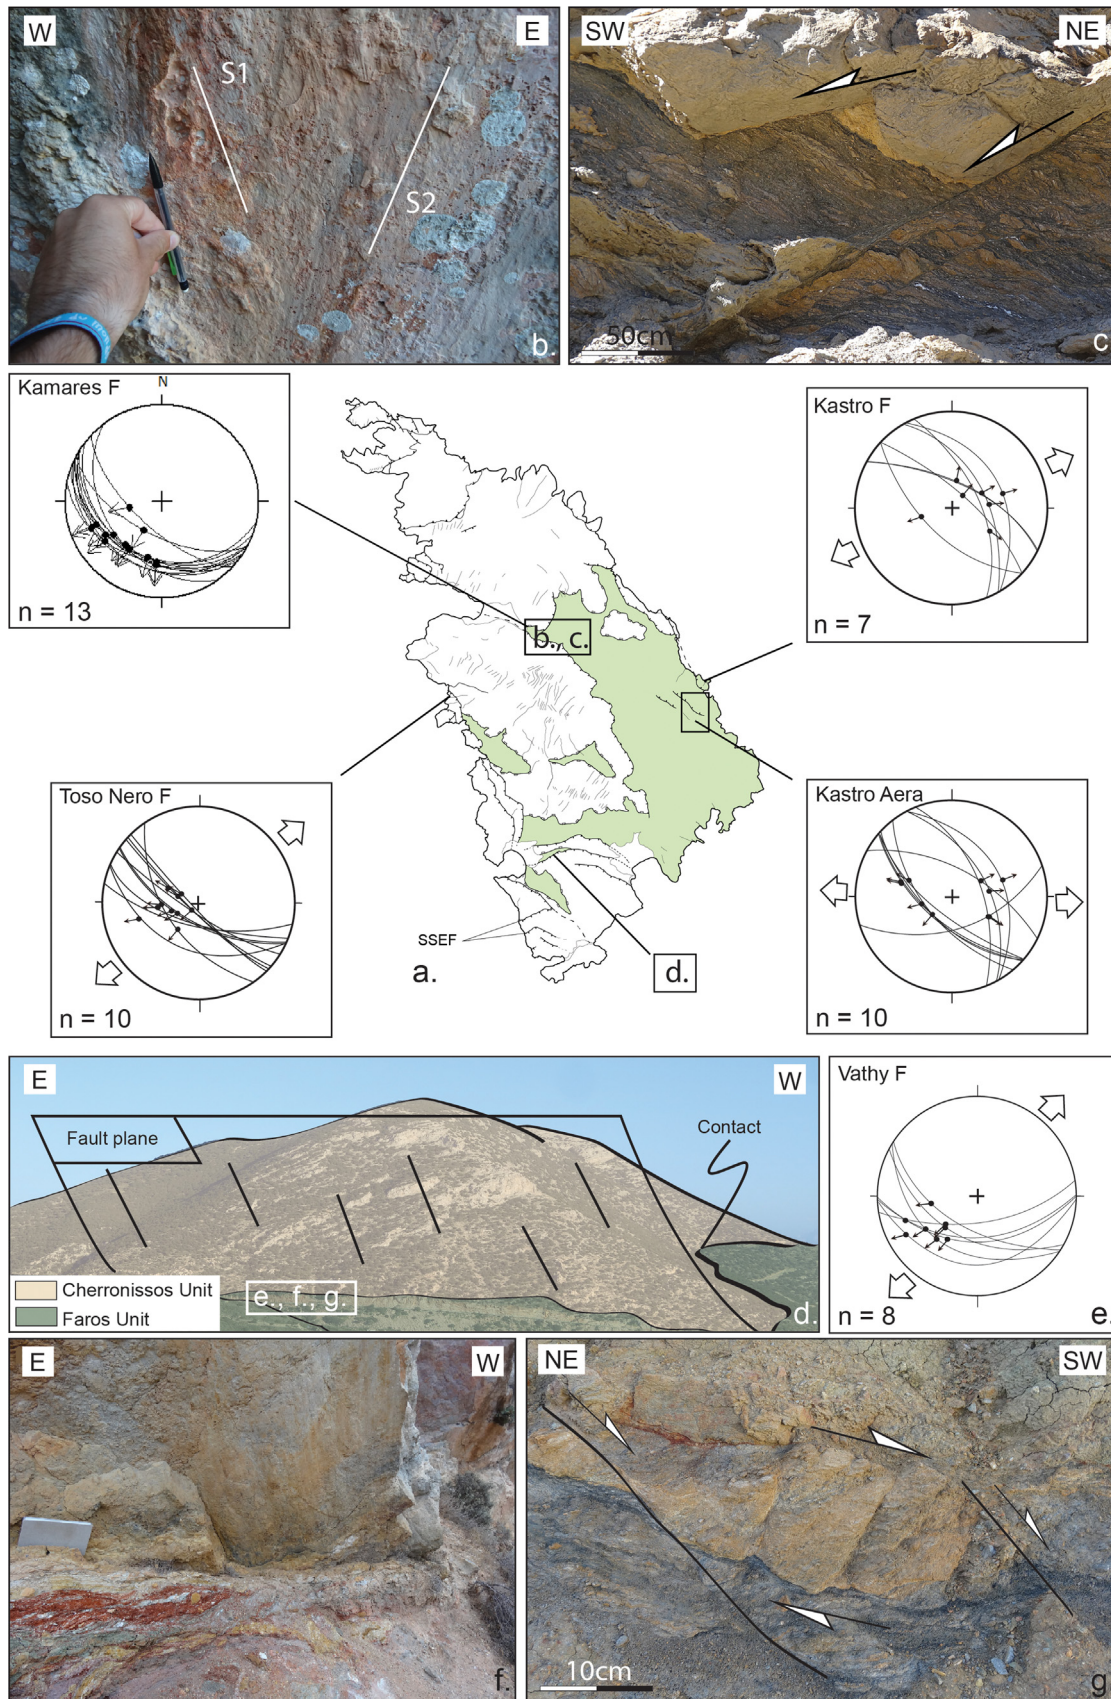 W
E
S1
S2
b.
SW
NE
50cm
c
Kamares F
N
n = 13
Kastro F
n = 7
b., c.
Toso Nero F
n = 10
Kastro Aera
n = 10
SSEF
a.
d.
E
W
Fault plane
Contact
Cherronissos Unit
Faros Unit
e., f., g.
d.
Vathy F
n = 8
e.
E
W
f.
NE
SW
10cm
g